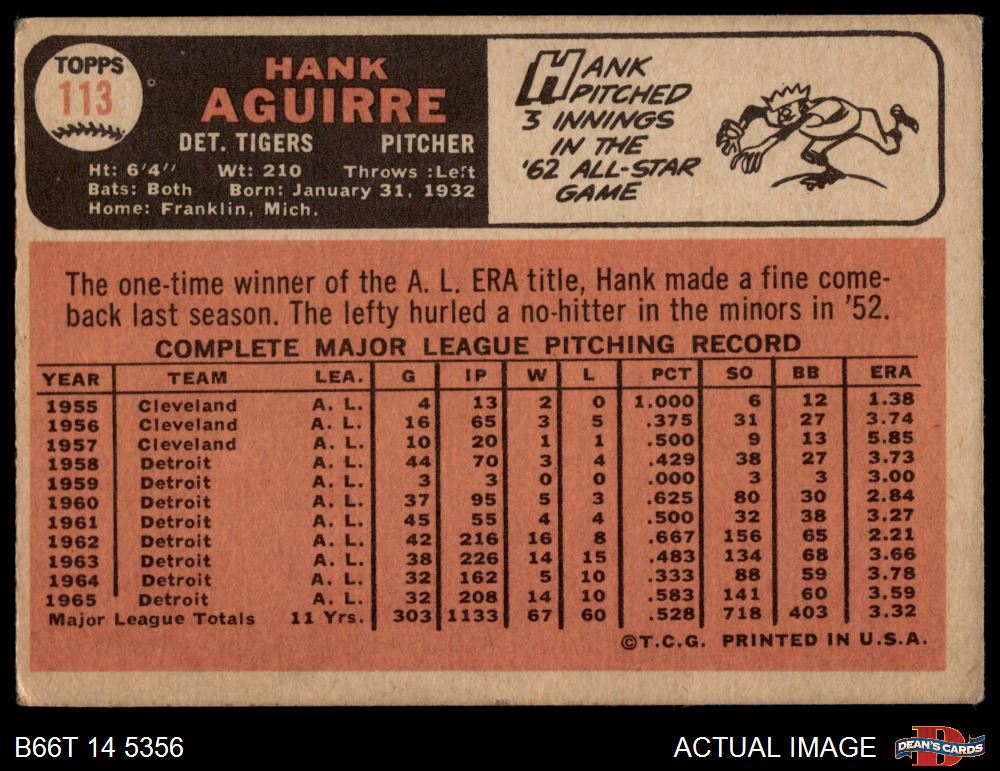 TOPPS
113
HANK
AGUIRRE
DET. TIGERS PITCHER
Ht: 6'4" Wt: 210 Throws :Left
Bats: Both Born: January 31, 1932
Home: Franklin, Mich.
HANK
PITCHED
3 INNINGS
IN THE
'62 ALL-STAR
GAME
The one-time winner of the A. L. ERA title, Hank made a fine come-
back last season. The lefty hurled a no-hitter in the minors in '52.
COMPLETE MAJOR LEAGUE PITCHING RECORD
YEAR TEAM LEA. G IP W L PCT SO BB ERA
1955 Cleveland A. L. 4 13 2 0 1.000 6 12 1.38
1956 Cleveland A. L. 16 65 3 5 .375 31 27 3.74
1957 Cleveland A. L. 10 20 1 1 .500 9 13 5.85
1958 Detroit A. L. 44 70 3 4 .429 38 27 3.73
1959 Detroit A. L. 3 3 0 0 .000 3 3 3.00
1960 Detroit A. L. 37 95 5 3 .625 80 30 2.84
1961 Detroit A. L. 45 55 4 4 .500 32 38 3.27
1962 Detroit A. L. 42 216 16 8 .667 156 65 2.21
1963 Detroit A. L. 38 226 14 15 .483 134 68 3.66
1964 Detroit A. L. 32 162 5 10 .333 88 59 3.78
1965 Detroit A. L. 32 208 14 10 .583 141 60 3.59
Major League Totals 11 Yrs. 303 1133 67 60 .528 718 403 3.32
©T.C.G. PRINTED IN U.S.A.
B66T 14 5356
ACTUAL IMAGE
D
DEAN'S CARDS